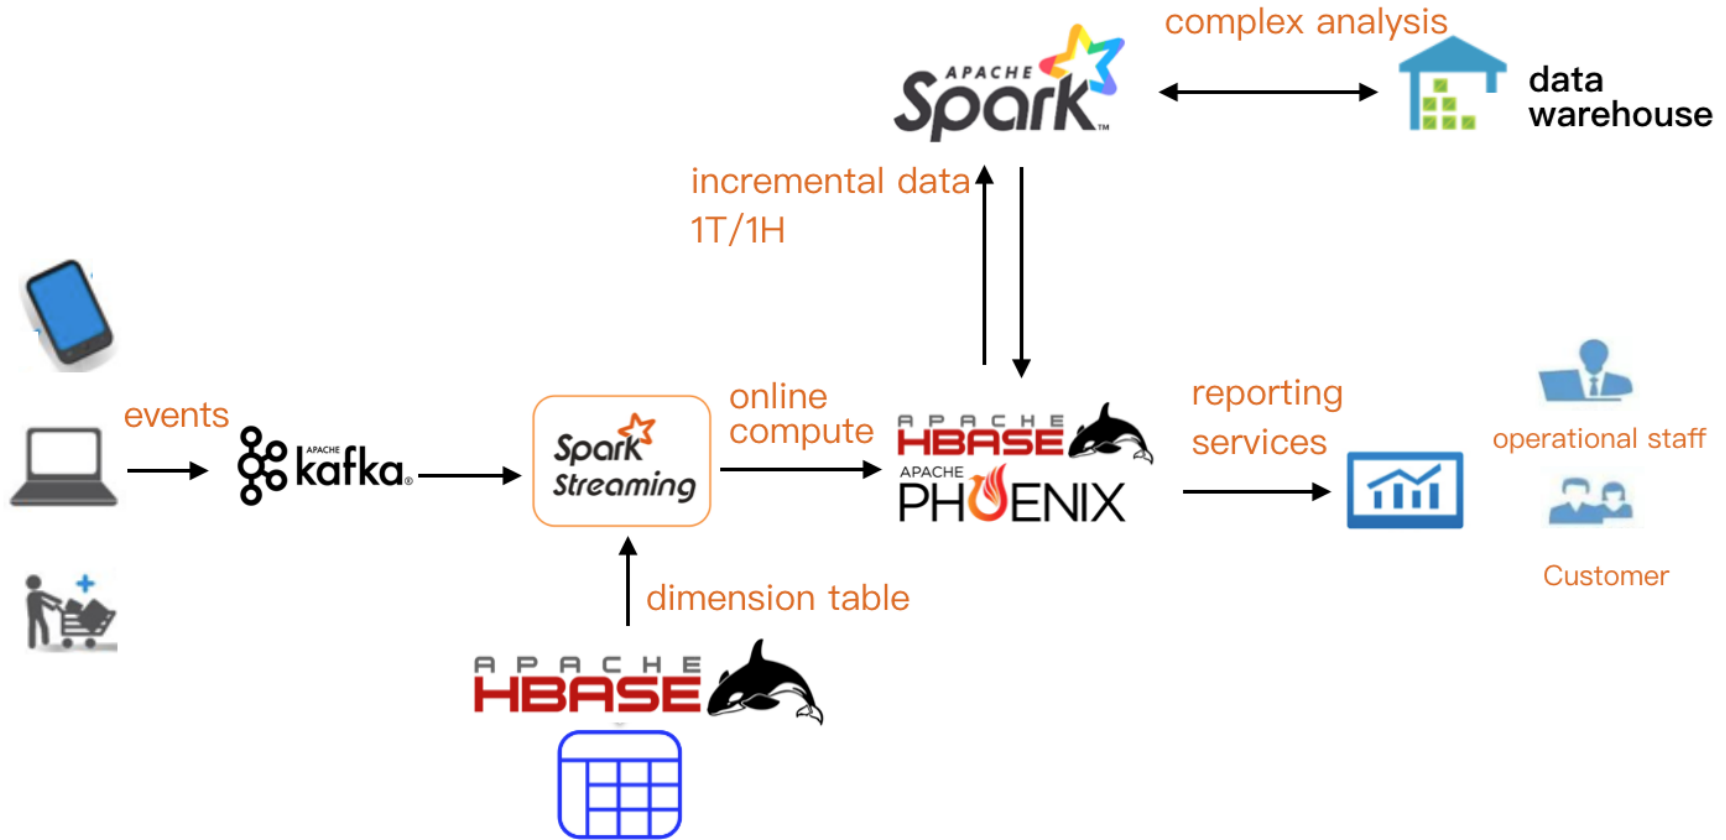 complex analysis
APACHE
Spark™
data
warehouse
incremental data
1T/1H
events
APACHE
kafka®
Spark
Streaming
online
compute
APACHE
HBASE
APACHE
PHOENIX
reporting
services
operational staff
Customer
dimension table
APACHE
HBASE